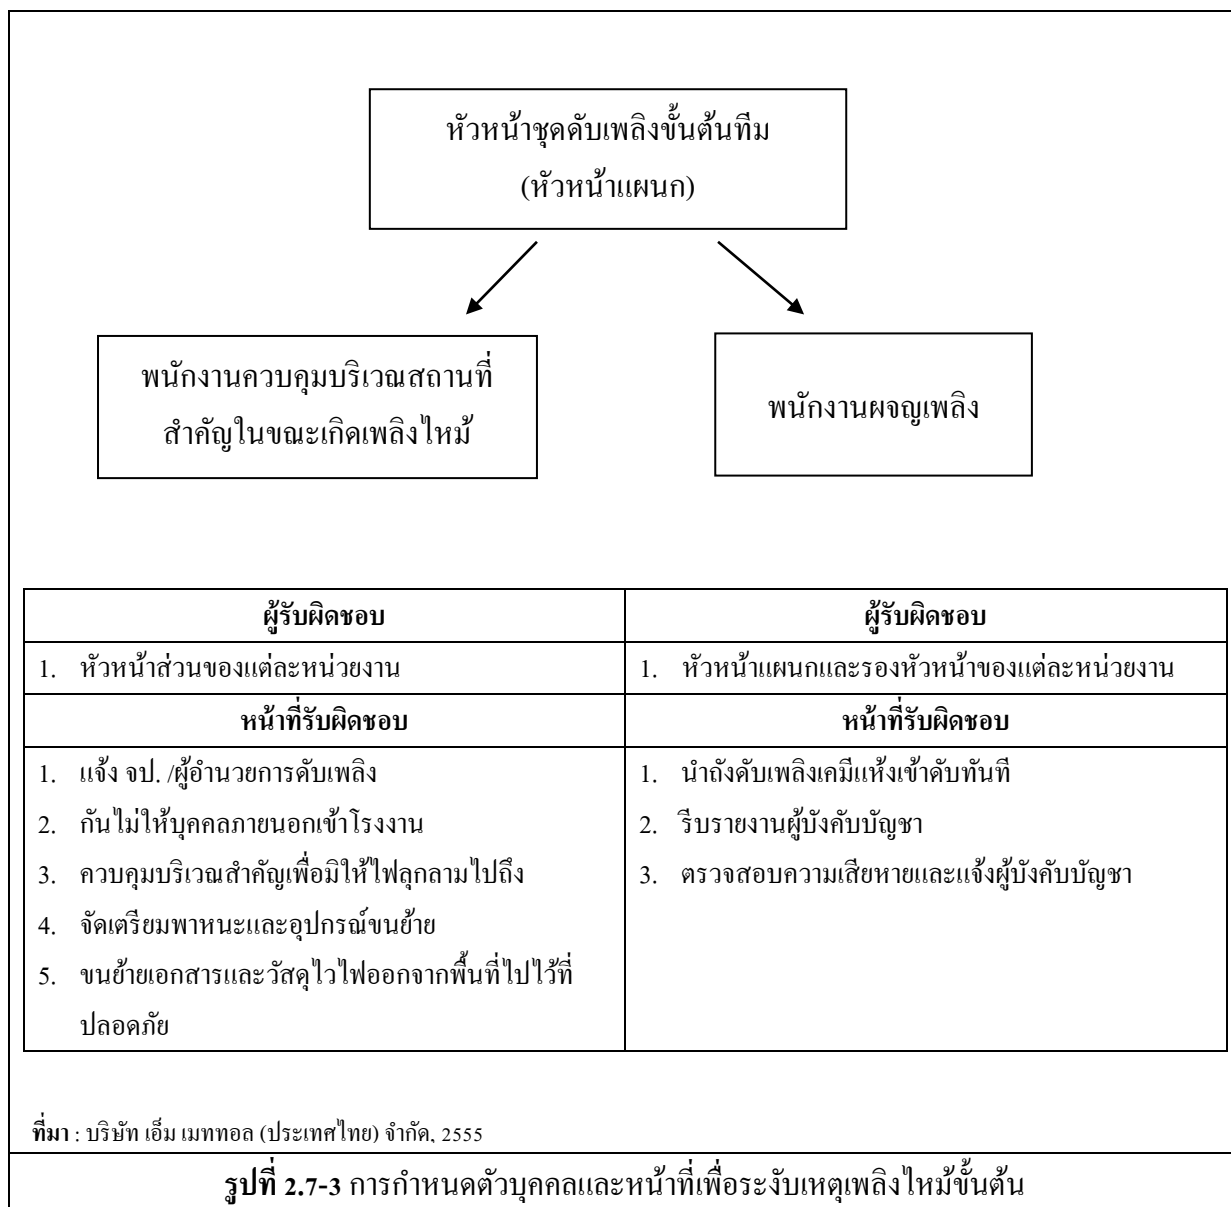 หัวหน้าชุดดับเพลิงขั้นต้นทีม
(หัวหน้าแผนก)
พนักงานควบคุมบริเวณสถานที่
สำคัญในขณะเกิดเพลิงไหม้
พนักงานผจญเพลิง
ผู้รับผิดชอบ
1. หัวหน้าส่วนของแต่ละหน่วยงาน
หน้าที่รับผิดชอบ
1. แจ้ง จป. /ผู้อำนวยการดับเพลิง
2. กันไม่ให้บุคคลภายนอกเข้าโรงงาน
3. ควบคุมบริเวณสำคัญเพื่อมิให้ไฟลุกลามไปถึง
4. จัดเตรียมพาหนะและอุปกรณ์ขนย้าย
5. ขนย้ายเอกสารและวัสดุไวไฟออกจากพื้นที่ไปไว้ที่
ปลอดภัย
ผู้รับผิดชอบ
1. หัวหน้าแผนกและรองหัวหน้าของแต่ละหน่วยงาน
หน้าที่รับผิดชอบ
1. นำถังดับเพลิงเคมีแห้งเข้าดับทันที
2. รีบรายงานผู้บังคับบัญชา
3. ตรวจสอบความเสียหายและแจ้งผู้บังคับบัญชา
ที่มา : บริษัท เอ็ม เมททอล (ประเทศไทย) จำกัด, 2555
รูปที่ 2.7-3 การกำหนดตัวบุคคลและหน้าที่เพื่อระงับเหตุเพลิงไหม้ขั้นต้น